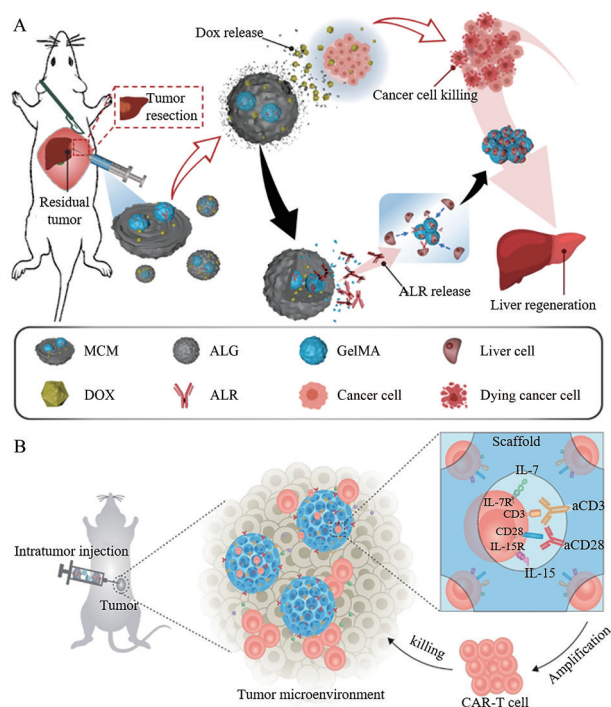 A
Dox release
Tumor
resection
Cancer cell killing
Residual
tumor
ALR release
Liver regeneration
MCM
ALG
GelMA
Liver cell
DOX
ALR
Cancer cell
Dying cancer cell
B
Scaffold
IL-7
IL-7R
CD3
aCD3
CD28
IL-15R
aCD28
IL-15
Intratumor injection
Tumor
killing
Amplification
Tumor microenvironment
CAR-T cell